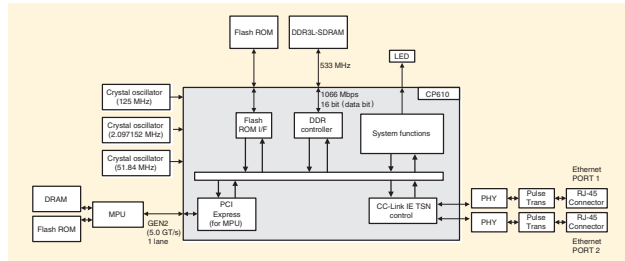 Flash ROM
DDR3L-SDRAM
LED
533 MHz
Crystal oscillator
(125 MHz)
1066 Mbps
16 bit (data bit)
CP610
Crystal oscillator
(2.097152 MHz)
Flash
ROM I/F
DDR
controller
System functions
Crystal oscillator
(51.84 MHz)
Ethernet
PORT 1
DRAM
Flash ROM
MPU
GEN2
(5.0 GT/s)
1 lane
PCI
Express
(for MPU)
CC-Link IE TSN
control
PHY
Pulse
Trans
RJ-45
Connector
PHY
Pulse
Trans
RJ-45
Connector
Ethernet
PORT 2